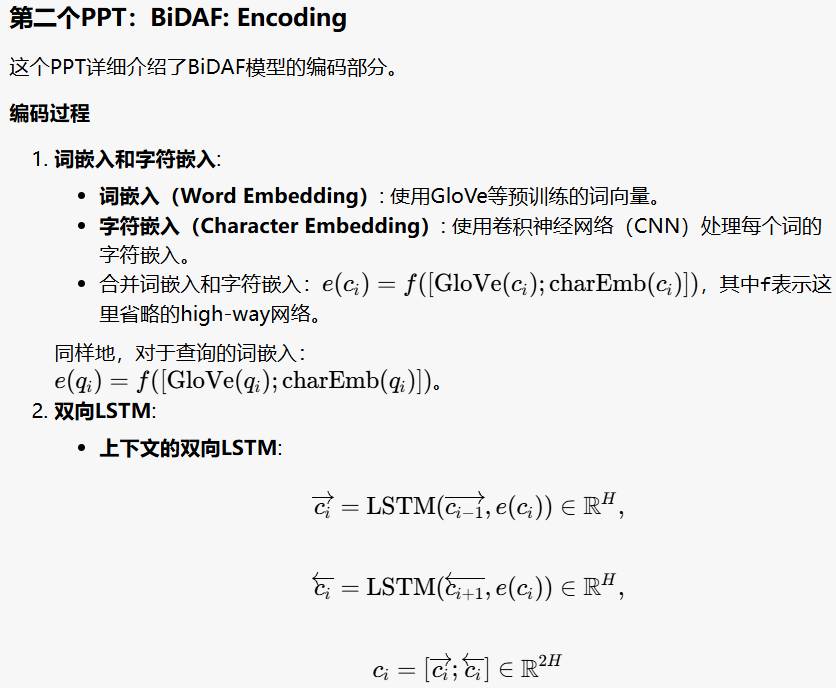 第二个PPT：BiDAF: Encoding
这个PPT详细介绍了BiDAF模型的编码部分。
编码过程
1. 词嵌入和字符嵌入:
• 词嵌入（Word Embedding）: 使用GloVe等预训练的词向量。
• 字符嵌入（Character Embedding）: 使用卷积神经网络（CNN）处理每个词的
字符嵌入。
• 合并词嵌入和字符嵌入：$e(c_i) = f([\text{GloVe}(c_i); \text{charEmb}(c_i)])$，其中f表示这
里省略的high-way网络。
同样地，对于查询的词嵌入：
$e(q_i) = f([\text{GloVe}(q_i); \text{charEmb}(q_i)])$。
2. 双向LSTM:
• 上下文的双向LSTM:
$\overrightarrow{c_i} = \text{LSTM}(\overrightarrow{c_{i-1}}, e(c_i)) \in \mathbb{R}^H,$
$\overleftarrow{c_i} = \text{LSTM}(\overleftarrow{c_{i+1}}, e(c_i)) \in \mathbb{R}^H,$
$c_i = [\overrightarrow{c_i}; \overleftarrow{c_i}] \in \mathbb{R}^{2H}$